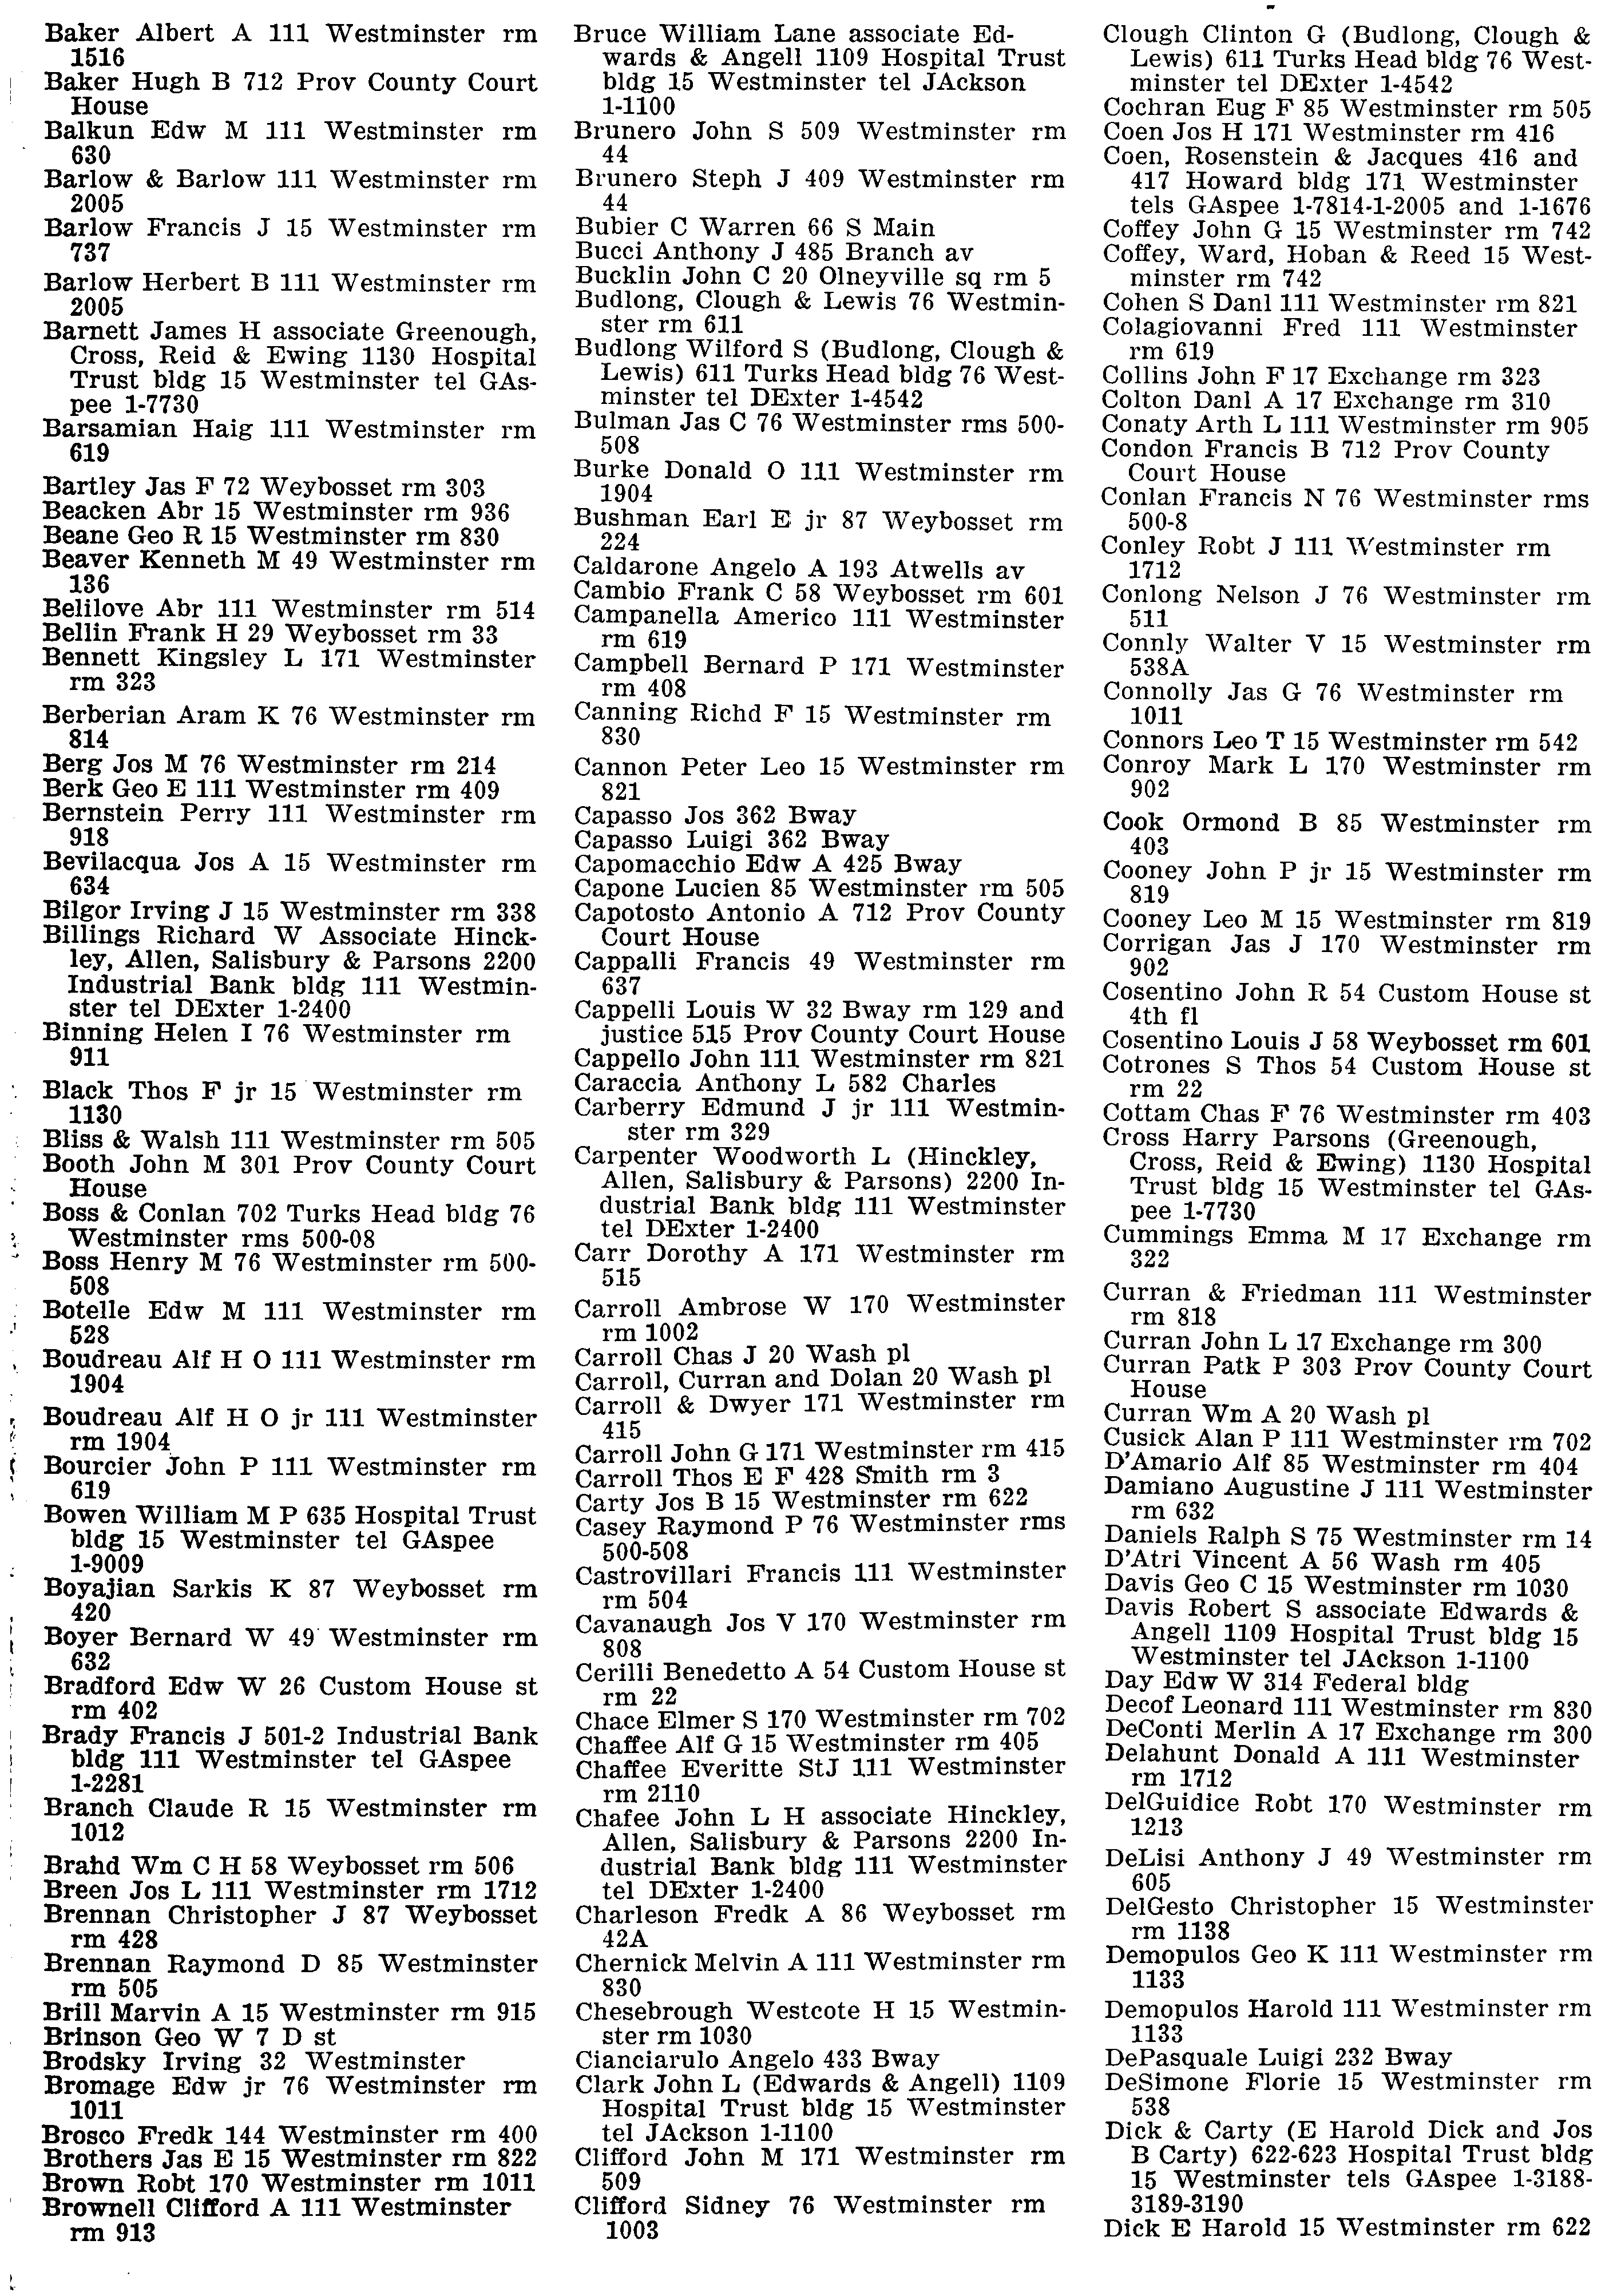 Baker Albert A 111 Westminster rm
1516
Baker Hugh B 712 Prov County Court
House
Balkun Edw M 111 Westminster rm
630
Barlow & Barlow 111 Westminster rm
2005
Barlow Francis J 15 Westminster rm
737
Barlow Herbert B 111 Westminster rm
2005
Barnett James H associate Greenough,
Cross, Reid & Ewing 1130 Hospital
Trust bldg 15 Westminster tel GAs-
pee 1-7730
Barsamian Haig 111 Westminster rm
619
Bartley Jas F 72 Weybosset rm 303
Beacken Abr 15 Westminster rm 936
Beane Geo R 15 Westminster rm 830
Beaver Kenneth M 49 Westminster rm
136
Belilove Abr 111 Westminster rm 514
Bellin Frank H 29 Weybosset rm 33
Bennett Kingsley L 171 Westminster
rm 323
Berberian Aram K 76 Westminster rm
814
Berg Jos M 76 Westminster rm 214
Berk Geo E 111 Westminster rm 409
Bernstein Perry 111 Westminster rm
918
Bevilacqua Jos A 15 Westminster rm
634
Bilgor Irving J 15 Westminster rm 338
Billings Richard W Associate Hinck-
ley, Allen, Salisbury & Parsons 2200
Industrial Bank bldg 111 Westmin-
ster tel DExter 1-2400
Binning Helen I 76 Westminster rm
911
Black Thos F jr 15 Westminster rm
1130
Bliss & Walsh 111 Westminster rm 505
Booth John M 301 Prov County Court
House
Boss & Conlan 702 Turks Head bldg 76
Westminster rms 500-08
Boss Henry M 76 Westminster rm 500-
508
Botelle Edw M 111 Westminster rm
528
Boudreau Alf H O 111 Westminster rm
1904
Boudreau Alf H O jr 111 Westminster
rm 1904
Bourcier John P 111 Westminster rm
619
Bowen William M P 635 Hospital Trust
bldg 15 Westminster tel GAspee
1-9009
Boyajian Sarkis K 87 Weybosset rm
420
Boyer Bernard W 49 Westminster rm
632
Bradford Edw W 26 Custom House st
rm 402
Brady Francis J 501-2 Industrial Bank
bldg 111 Westminster tel GAspee
1-2281
Branch Claude R 15 Westminster rm
1012
Brahd Wm C H 58 Weybosset rm 506
Breen Jos L 111 Westminster rm 1712
Brennan Christopher J 87 Weybosset
rm 428
Brennan Raymond D 85 Westminster
rm 505
Brill Marvin A 15 Westminster rm 915
Brinson Geo W 7 D st
Brodsky Irving 32 Westminster
Bromage Edw jr 76 Westminster rm
1011
Brosco Fredk 144 Westminster rm 400
Brothers Jas E 15 Westminster rm 822
Brown Robt 170 Westminster rm 1011
Brownell Clifford A 111 Westminster
rm 913
Bruce William Lane associate Ed-
wards & Angell 1109 Hospital Trust
bldg 15 Westminster tel JAckson
1-1100
Brunero John S 509 Westminster rm
44
Brunero Steph J 409 Westminster rm
44
Bubier C Warren 66 S Main
Bucci Anthony J 485 Branch av
Bucklin John C 20 Olneyville sq rm 5
Budlong, Clough & Lewis 76 Westmin-
ster rm 611
Budlong Wilford S (Budlong, Clough &
Lewis) 611 Turks Head bldg 76 West-
minster tel DExter 1-4542
Bulman Jas C 76 Westminster rms 500-
508
Burke Donald O 111 Westminster rm
1904
Bushman Earl E jr 87 Weybosset rm
224
Caldarone Angelo A 193 Atwells av
Cambio Frank C 58 Weybosset rm 601
Campanella Americo 111 Westminster
rm 619
Campbell Bernard P 171 Westminster
rm 408
Canning Richd F 15 Westminster rm
830
Cannon Peter Leo 15 Westminster rm
821
Capasso Jos 362 Bway
Capasso Luigi 362 Bway
Capomacchio Edw A 425 Bway
Capone Lucien 85 Westminster rm 505
Capotosto Antonio A 712 Prov County
Court House
Cappalli Francis 49 Westminster rm
637
Cappelli Louis W 32 Bway rm 129 and
justice 515 Prov County Court House
Cappello John 111 Westminster rm 821
Caraccia Anthony L 582 Charles
Carberry Edmund J jr 111 Westmin-
ster rm 329
Carpenter Woodworth L (Hinckley,
Allen, Salisbury & Parsons) 2200 In-
dustrial Bank bldg 111 Westminster
tel DExter 1-2400
Carr Dorothy A 171 Westminster rm
515
Carroll Ambrose W 170 Westminster
rm 1002
Carroll Chas J 20 Wash pl
Carroll, Curran and Dolan 20 Wash pl
Carroll & Dwyer 171 Westminster rm
415
Carroll John G 171 Westminster rm 415
Carroll Thos E F 428 Smith rm 3
Carty Jos B 15 Westminster rm 622
Casey Raymond P 76 Westminster rms
500-508
Castrovillari Francis 111 Westminster
rm 504
Cavanaugh Jos V 170 Westminster rm
808
Cerilli Benedetto A 54 Custom House st
rm 22
Chace Elmer S 170 Westminster rm 702
Chaffee Alf G 15 Westminster rm 405
Chaffee Everitte StJ 111 Westminster
rm 2110
Chafee John L H associate Hinckley,
Allen, Salisbury & Parsons 2200 In-
dustrial Bank bldg 111 Westminster
tel DExter 1-2400
Charleson Fredk A 86 Weybosset rm
42A
Chernick Melvin A 111 Westminster rm
830
Chesebrough Westcote H 15 Westmin-
ster rm 1030
Cianciarulo Angelo 433 Bway
Clark John L (Edwards & Angell) 1109
Hospital Trust bldg 15 Westminster
tel JAckson 1-1100
Clifford John M 171 Westminster rm
509
Clifford Sidney 76 Westminster rm
1003
Clough Clinton G (Budlong, Clough &
Lewis) 611 Turks Head bldg 76 West-
minster tel DExter 1-4542
Cochran Eug F 85 Westminster rm 505
Coen Jos H 171 Westminster rm 416
Coen, Rosenstein & Jacques 416 and
417 Howard bldg 171 Westminster
tels GAspee 1-7814-1-2005 and 1-1676
Coffey John G 15 Westminster rm 742
Coffey, Ward, Hoban & Reed 15 West-
minster rm 742
Cohen S Danl 111 Westminster rm 821
Colagiovanni Fred 111 Westminster
rm 619
Collins John F 17 Exchange rm 323
Colton Danl A 17 Exchange rm 310
Conaty Arth L 111 Westminster rm 905
Condon Francis B 712 Prov County
Court House
Conlan Francis N 76 Westminster rms
500-8
Conley Robt J 111 Westminster rm
1712
Conlong Nelson J 76 Westminster rm
511
Connly Walter V 15 Westminster rm
538A
Connolly Jas G 76 Westminster rm
1011
Connors Leo T 15 Westminster rm 542
Conroy Mark L 170 Westminster rm
902
Cook Ormond B 85 Westminster rm
403
Cooney John P jr 15 Westminster rm
819
Cooney Leo M 15 Westminster rm 819
Corrigan Jas J 170 Westminster rm
902
Cosentino John R 54 Custom House st
4th fl
Cosentino Louis J 58 Weybosset rm 601
Cotrones S Thos 54 Custom House st
rm 22
Cottam Chas F 76 Westminster rm 403
Cross Harry Parsons (Greenough,
Cross, Reid & Ewing) 1130 Hospital
Trust bldg 15 Westminster tel GAs-
pee 1-7730
Cummings Emma M 17 Exchange rm
322
Curran & Friedman 111 Westminster
rm 818
Curran John L 17 Exchange rm 300
Curran Patk P 303 Prov County Court
House
Curran Wm A 20 Wash pl
Cusick Alan P 111 Westminster rm 702
D'Amario Alf 85 Westminster rm 404
Damiano Augustine J 111 Westminster
rm 632
Daniels Ralph S 75 Westminster rm 14
D'Atri Vincent A 56 Wash rm 405
Davis Geo C 15 Westminster rm 1030
Davis Robert S associate Edwards &
Angell 1109 Hospital Trust bldg 15
Westminster tel JAckson 1-1100
Day Edw W 314 Federal bldg
Decof Leonard 111 Westminster rm 830
DeConti Merlin A 17 Exchange rm 300
Delahunt Donald A 111 Westminster
rm 1712
DelGuidice Robt 170 Westminster rm
1213
DeLisi Anthony J 49 Westminster rm
605
DelGesto Christopher 15 Westminster
rm 1138
Demopulos Geo K 111 Westminster rm
1133
Demopulos Harold 111 Westminster rm
1133
DePasquale Luigi 232 Bway
DeSimone Florie 15 Westminster rm
538
Dick & Carty (E Harold Dick and Jos
B Carty) 622-623 Hospital Trust bldg
15 Westminster tels GAspee 1-3188-
3189-3190
Dick E Harold 15 Westminster rm 622